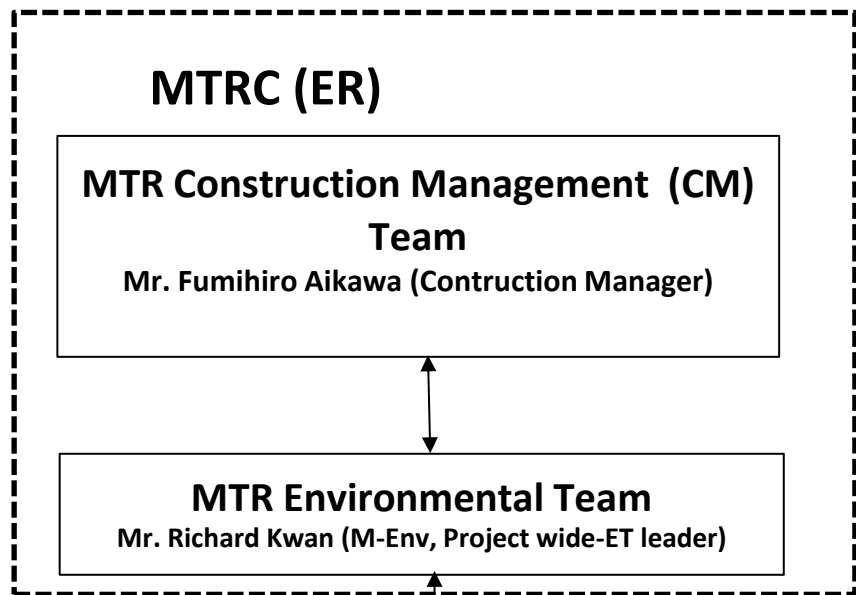 MTRC (ER)
MTR Construction Management (CM)
Team
Mr. Fumihiro Aikawa (Contruction Manager)
MTR Environmental Team
Mr. Richard Kwan (M-Env, Project wide-ET leader)